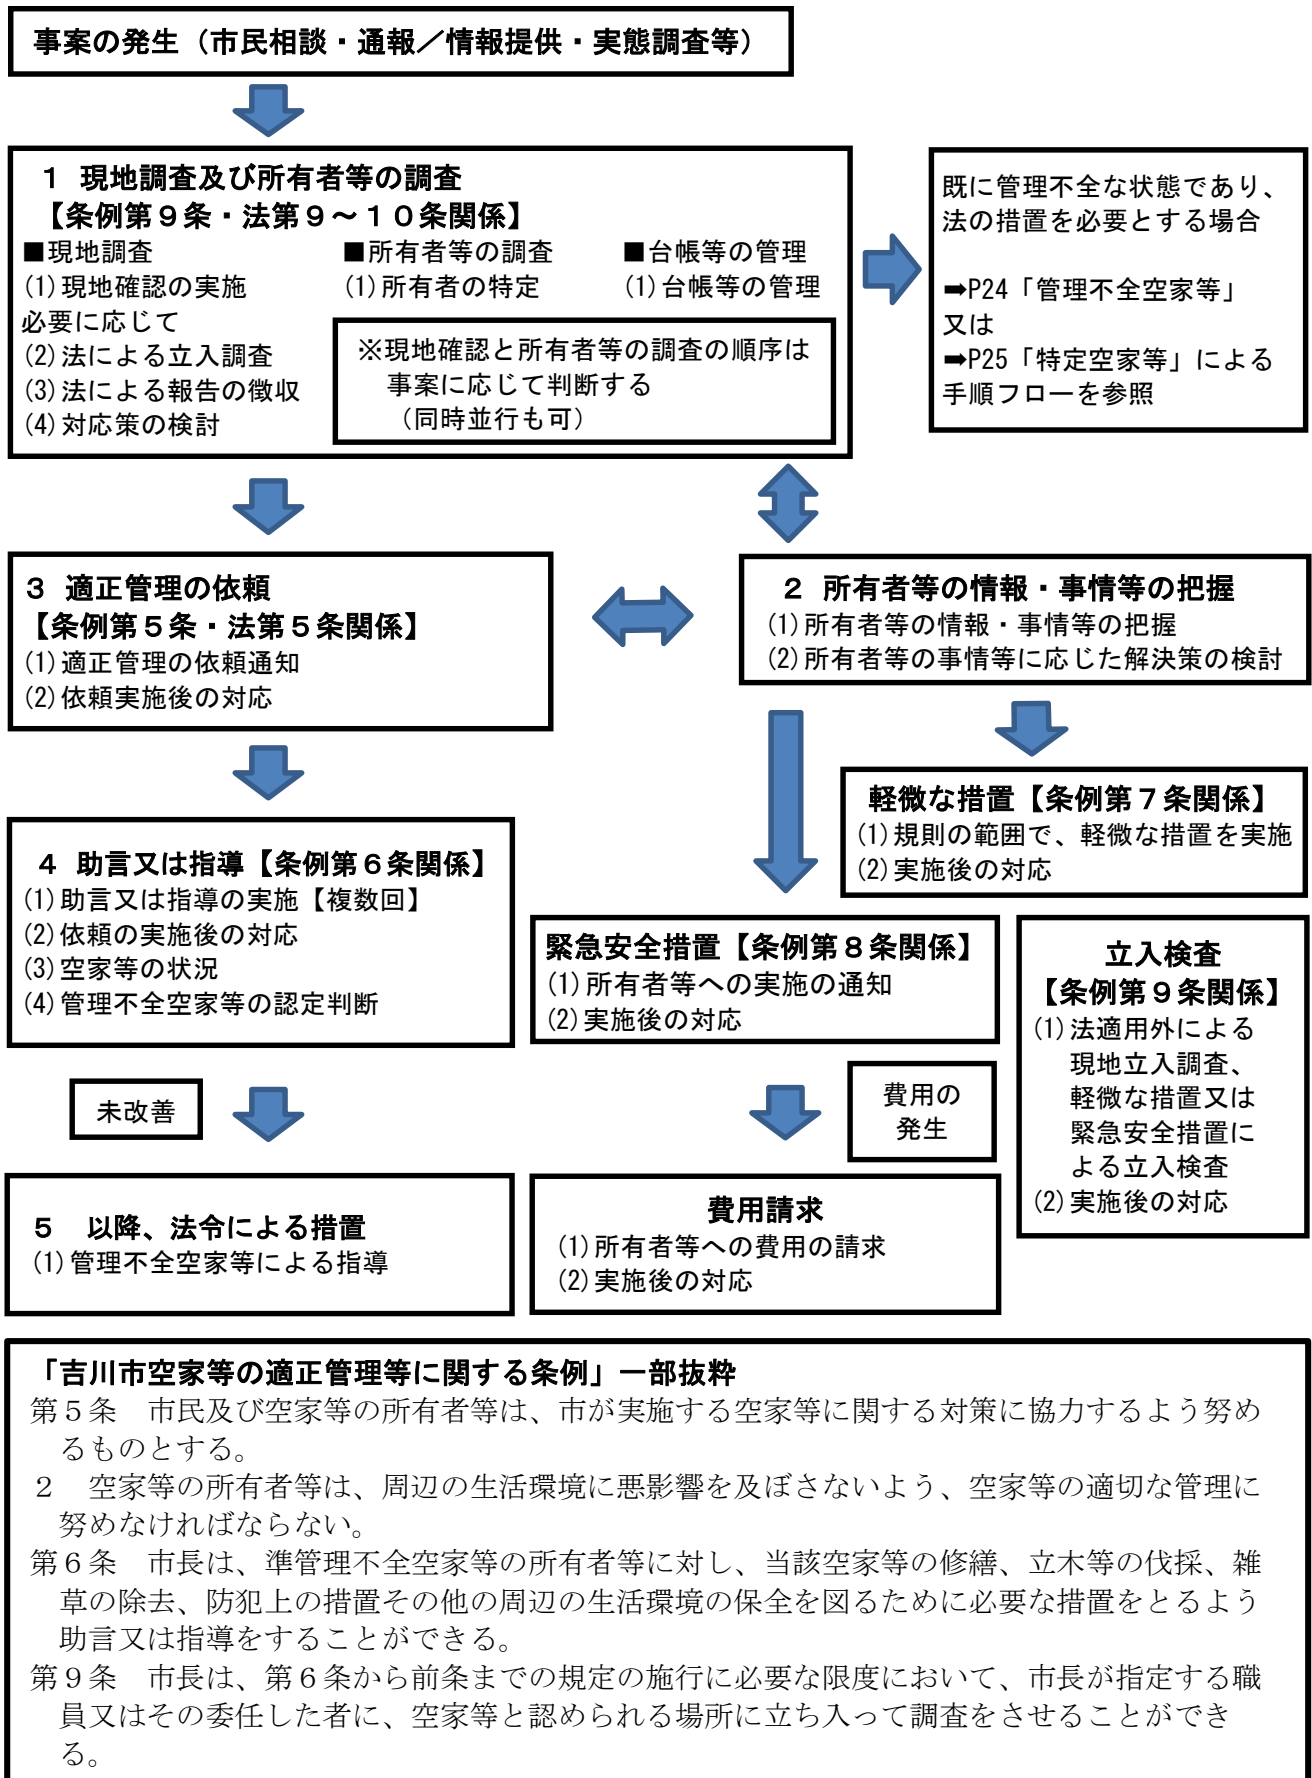 事案の発生（市民相談・通報／情報提供・実態調査等）
１ 現地調査及び所有者等の調査
【条例第９条・法第９～１０条関係】
■現地調査
(1)現地確認の実施
必要に応じて
(2)法による立入調査
(3)法による報告の徴収
(4)対応策の検討
■所有者等の調査
(1)所有者の特定
■台帳等の管理
(1)台帳等の管理
※現地確認と所有者等の調査の順序は
事案に応じて判断する
（同時並行も可）
既に管理不全な状態であり、
法の措置を必要とする場合
➡P24「管理不全空家等」
又は
➡P25「特定空家等」による
手順フローを参照
３ 適正管理の依頼
【条例第５条・法第５条関係】
(1)適正管理の依頼通知
(2)依頼実施後の対応
２ 所有者等の情報・事情等の把握
(1)所有者等の情報・事情等の把握
(2)所有者等の事情等に応じた解決策の検討
軽微な措置【条例第７条関係】
(1)規則の範囲で、軽微な措置を実施
(2)実施後の対応
４ 助言又は指導【条例第６条関係】
(1)助言又は指導の実施【複数回】
(2)依頼の実施後の対応
(3)空家等の状況
(4)管理不全空家等の認定判断
緊急安全措置【条例第８条関係】
(1)所有者等への実施の通知
(2)実施後の対応
立入検査
【条例第９条関係】
(1)法適用外による
現地立入調査、
軽微な措置又は
緊急安全措置に
よる立入検査
(2)実施後の対応
未改善
費用の
発生
５　以降、法令による措置
(1)管理不全空家等による指導
費用請求
(1)所有者等への費用の請求
(2)実施後の対応
「吉川市空家等の適正管理等に関する条例」一部抜粋
第５条　市民及び空家等の所有者等は、市が実施する空家等に関する対策に協力するよう努め
るものとする。
２　空家等の所有者等は、周辺の生活環境に悪影響を及ぼさないよう、空家等の適切な管理に
努めなければならない。
第６条　市長は、準管理不全空家等の所有者等に対し、当該空家等の修繕、立木等の伐採、雑
草の除去、防犯上の措置その他の周辺の生活環境の保全を図るために必要な措置をとるよう
助言又は指導をすることができる。
第９条　市長は、第６条から前条までの規定の施行に必要な限度において、市長が指定する職
員又はその委任した者に、空家等と認められる場所に立ち入って調査をさせることができ
る。